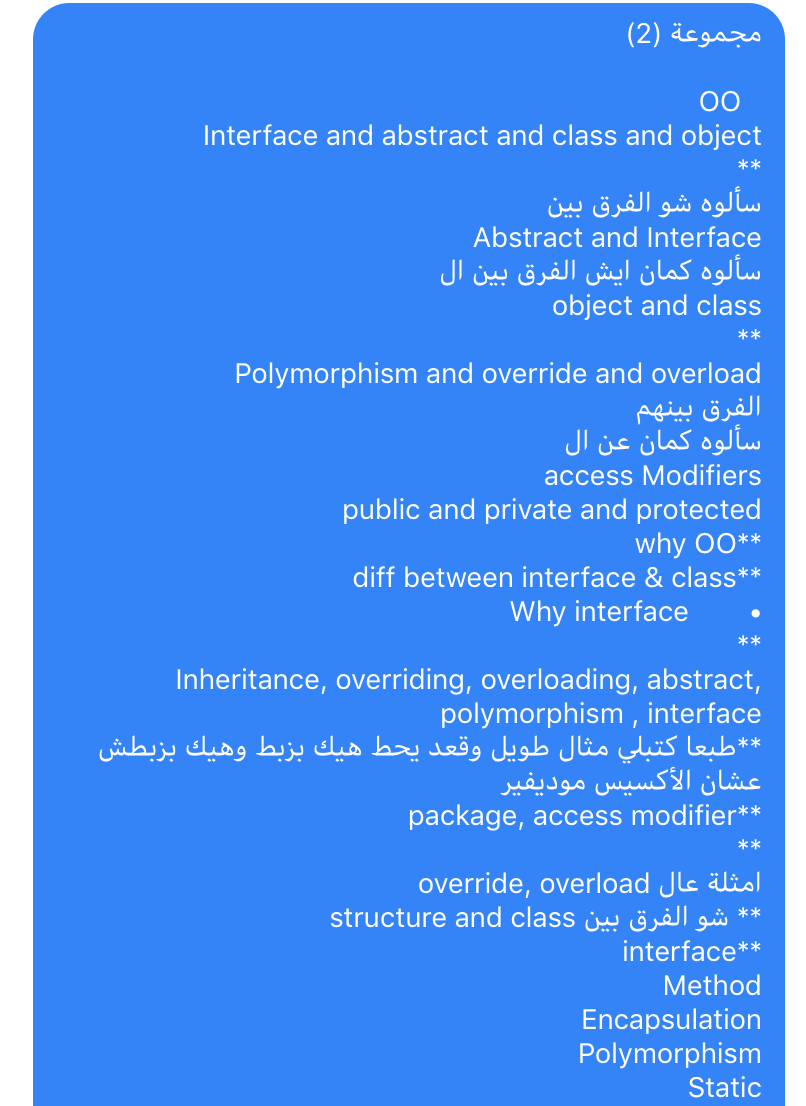 مجموعة (2)
OO
Interface and abstract and class and object
**
سألوه شو الفرق بين
Abstract and Interface
سألوه كمان ايش الفرق بين ال
object and class
**
Polymorphism and override and overload
الفرق بينهم
سألوه كمان عن ال
access Modifiers
public and private and protected
**why OO
**diff between interface & class
• Why interface
**
Inheritance, overriding, overloading, abstract,
polymorphism , interface
**طبعا كتبلي مثال طويل وقعد يحط هيك بزبط وهيك بزبطش
عشان الأكسيس موديفير
**package, access modifier
**
امثلة عال override, overload
** شو الفرق بين structure and class
**interface
Method
Encapsulation
Polymorphism
Static